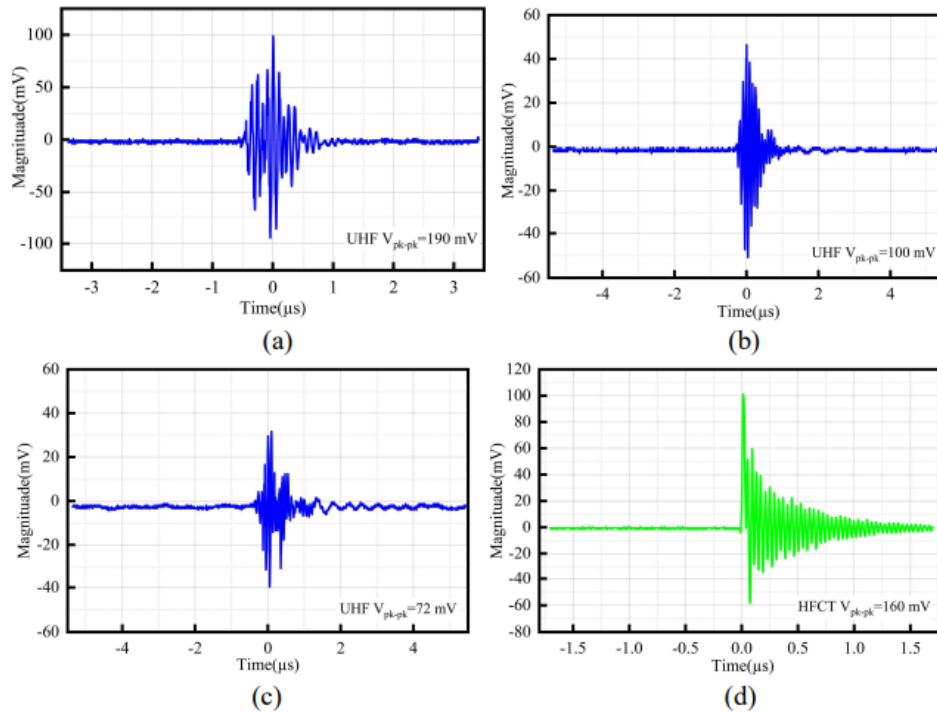 100
50
0
-50
-100
Magnituade(mV)
UHF Vpk-pk=190 mV
-3 -2 -1 0 1 2 3
Time(µs)
(a)
60
40
20
0
-20
-40
-60
Magnituade(mV)
UHF Vpk-pk=100 mV
-4 -2 0 2 4
Time(µs)
(b)
60
40
20
0
-20
-40
-60
Magnituade(mV)
UHF Vpk-pk=72 mV
-4 -2 0 2 4
Time(µs)
(c)
120
100
80
60
40
20
0
-20
-40
-60
-80
Magnituade(mV)
HFCT Vpk-pk=160 mV
-1.5 -1.0 -0.5 0.0 0.5 1.0 1.5
Time(µs)
(d)